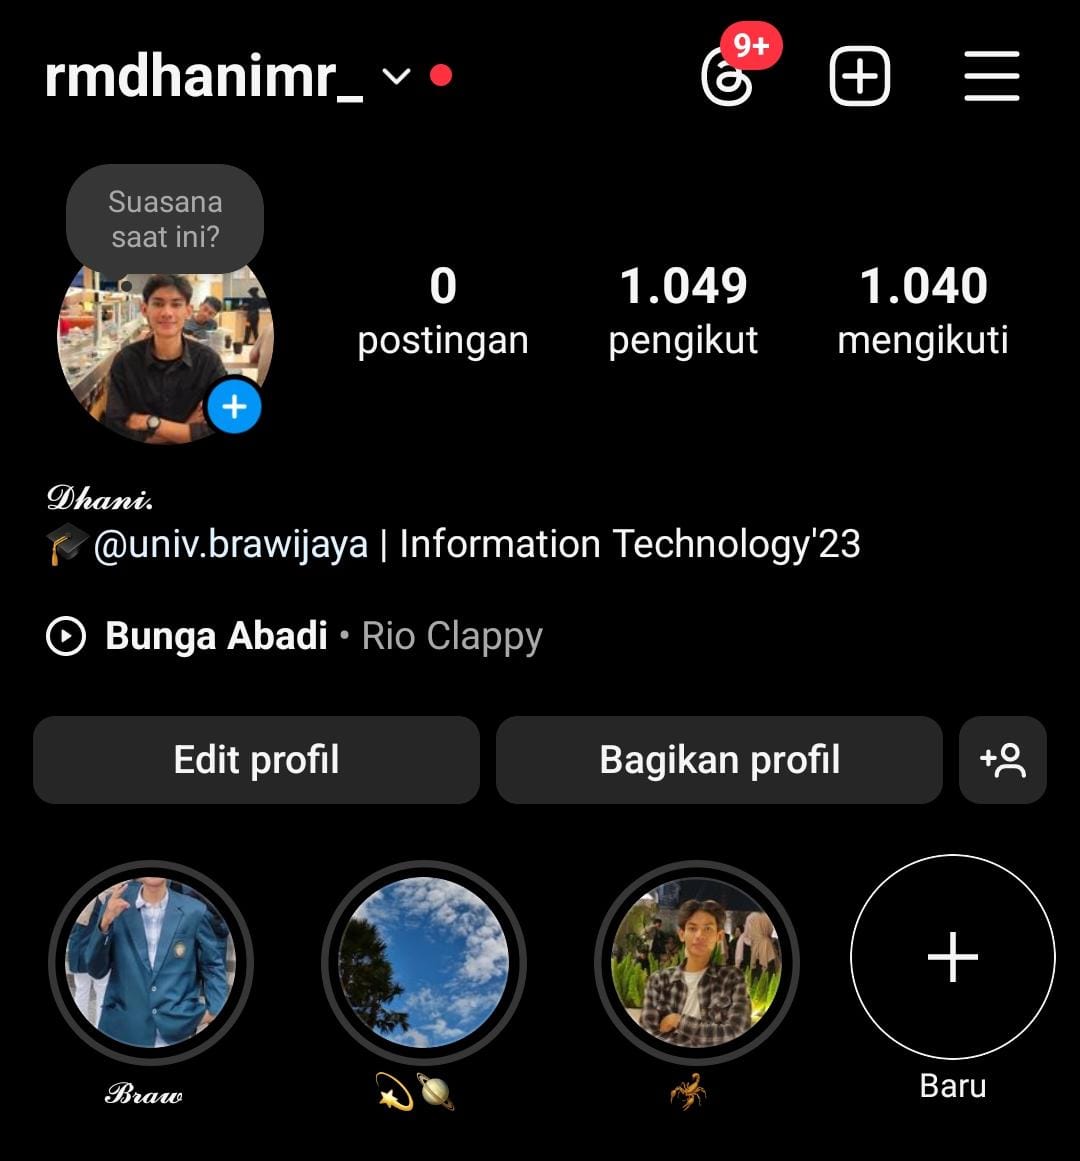 rmdhanimr_
9+
Suasana
saat ini?
0
postingan
1.049
pengikut
1.040
mengikuti
𝒟𝒽𝒶𝓃𝒾.
🎓@univ.brawijaya | Information Technology'23
Bunga Abadi • Rio Clappy
Edit profil
Bagikan profil
ℬ𝓇𝒶𝓌
💫🪐
🦂
Baru